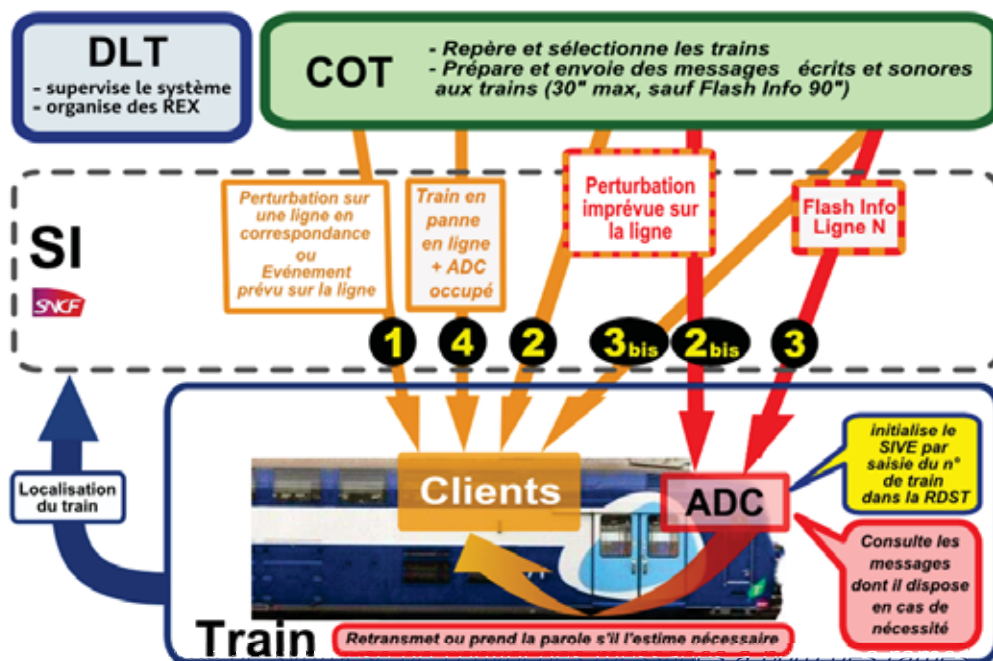 DLT
- supervise le système
- organise des REX
COT
- Repère et sélectionne les trains
- Prépare et envoie des messages écrits et sonores
aux trains (30" max, sauf Flash Info 90")
SI
SNCF
Perturbation sur
une ligne en
correspondance
ou
Evénement
prévu sur la ligne
Train en
panne
en ligne
+ ADC
occupé
Perturbation
imprévue sur
la ligne
Flash Info
Ligne N
1
4
2
3 bis
2 bis
3
Localisation
du train
Clients
ADC
initialise le
SIVE par
saisie du n°
de train
dans la RDST
Consulte les
messages
dont il dispose
en cas de
nécessité
Train
Retransmet ou prend la parole s'il l'estime nécessaire